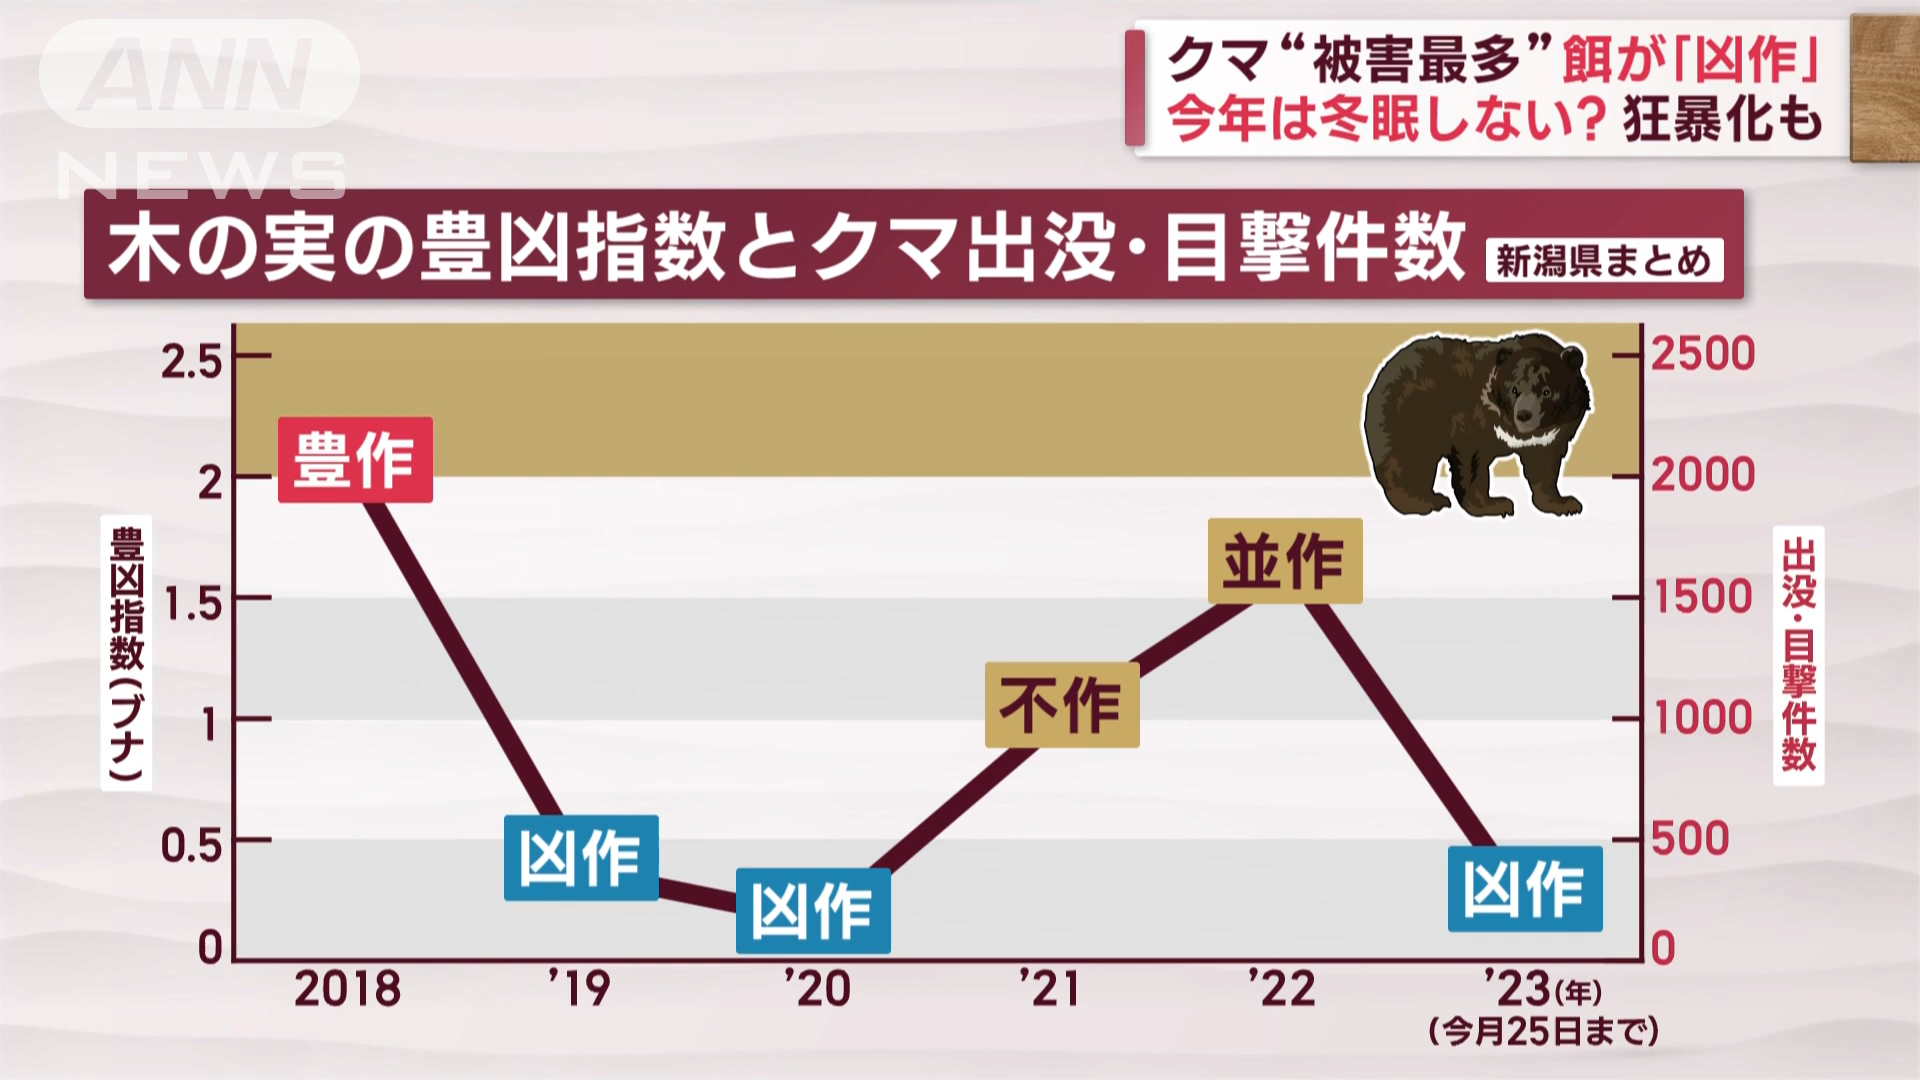 ANN
NEWS
クマ“被害最多”餌が「凶作」
今年は冬眠しない？狂暴化も
木の実の豊凶指数とクマ出没・目撃件数 新潟県まとめ
豊凶指数(ブナ)
2.5
2
1.5
1
0.5
0
豊作
凶作
凶作
不作
並作
凶作
2500
2000
1500
1000
500
0
出没・目撃件数
2018 ’19 ’20 ’21 ’22 ’23(年)
(今月25日まで)